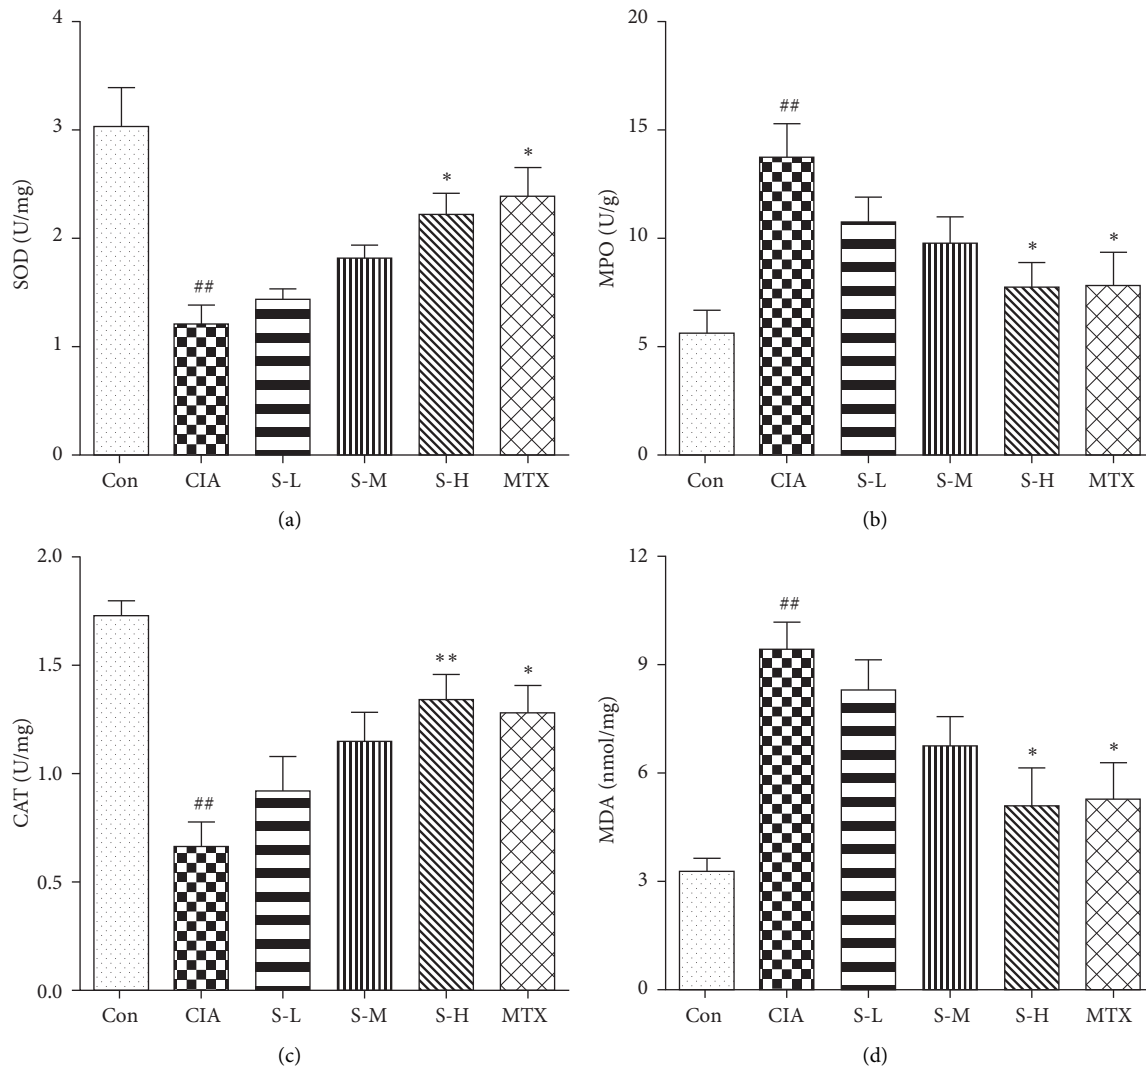 4
3
2
1
0
SOD (U/mg)
##
*
*
Con CIA S-L S-M S-H MTX
(a)
20
15
10
5
0
MPO (U/g)
##
*
*
Con CIA S-L S-M S-H MTX
(b)
2.0
1.5
1.0
0.5
0.0
CAT (U/mg)
##
**
*
Con CIA S-L S-M S-H MTX
(c)
12
9
6
3
0
MDA (nmol/mg)
##
*
*
Con CIA S-L S-M S-H MTX
(d)